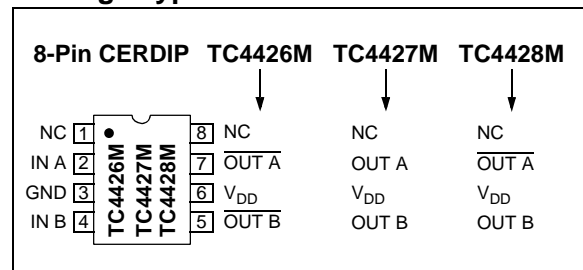 8-Pin CERDIP TC4426M TC4427M TC4428M
NC 1 8 NC NC NC
IN A 2 7 OUT A OUT A OUT A
GND 3 6 VDD VDD VDD
IN B 4 5 OUT B OUT B OUT B
TC4426M
TC4427M
TC4428M